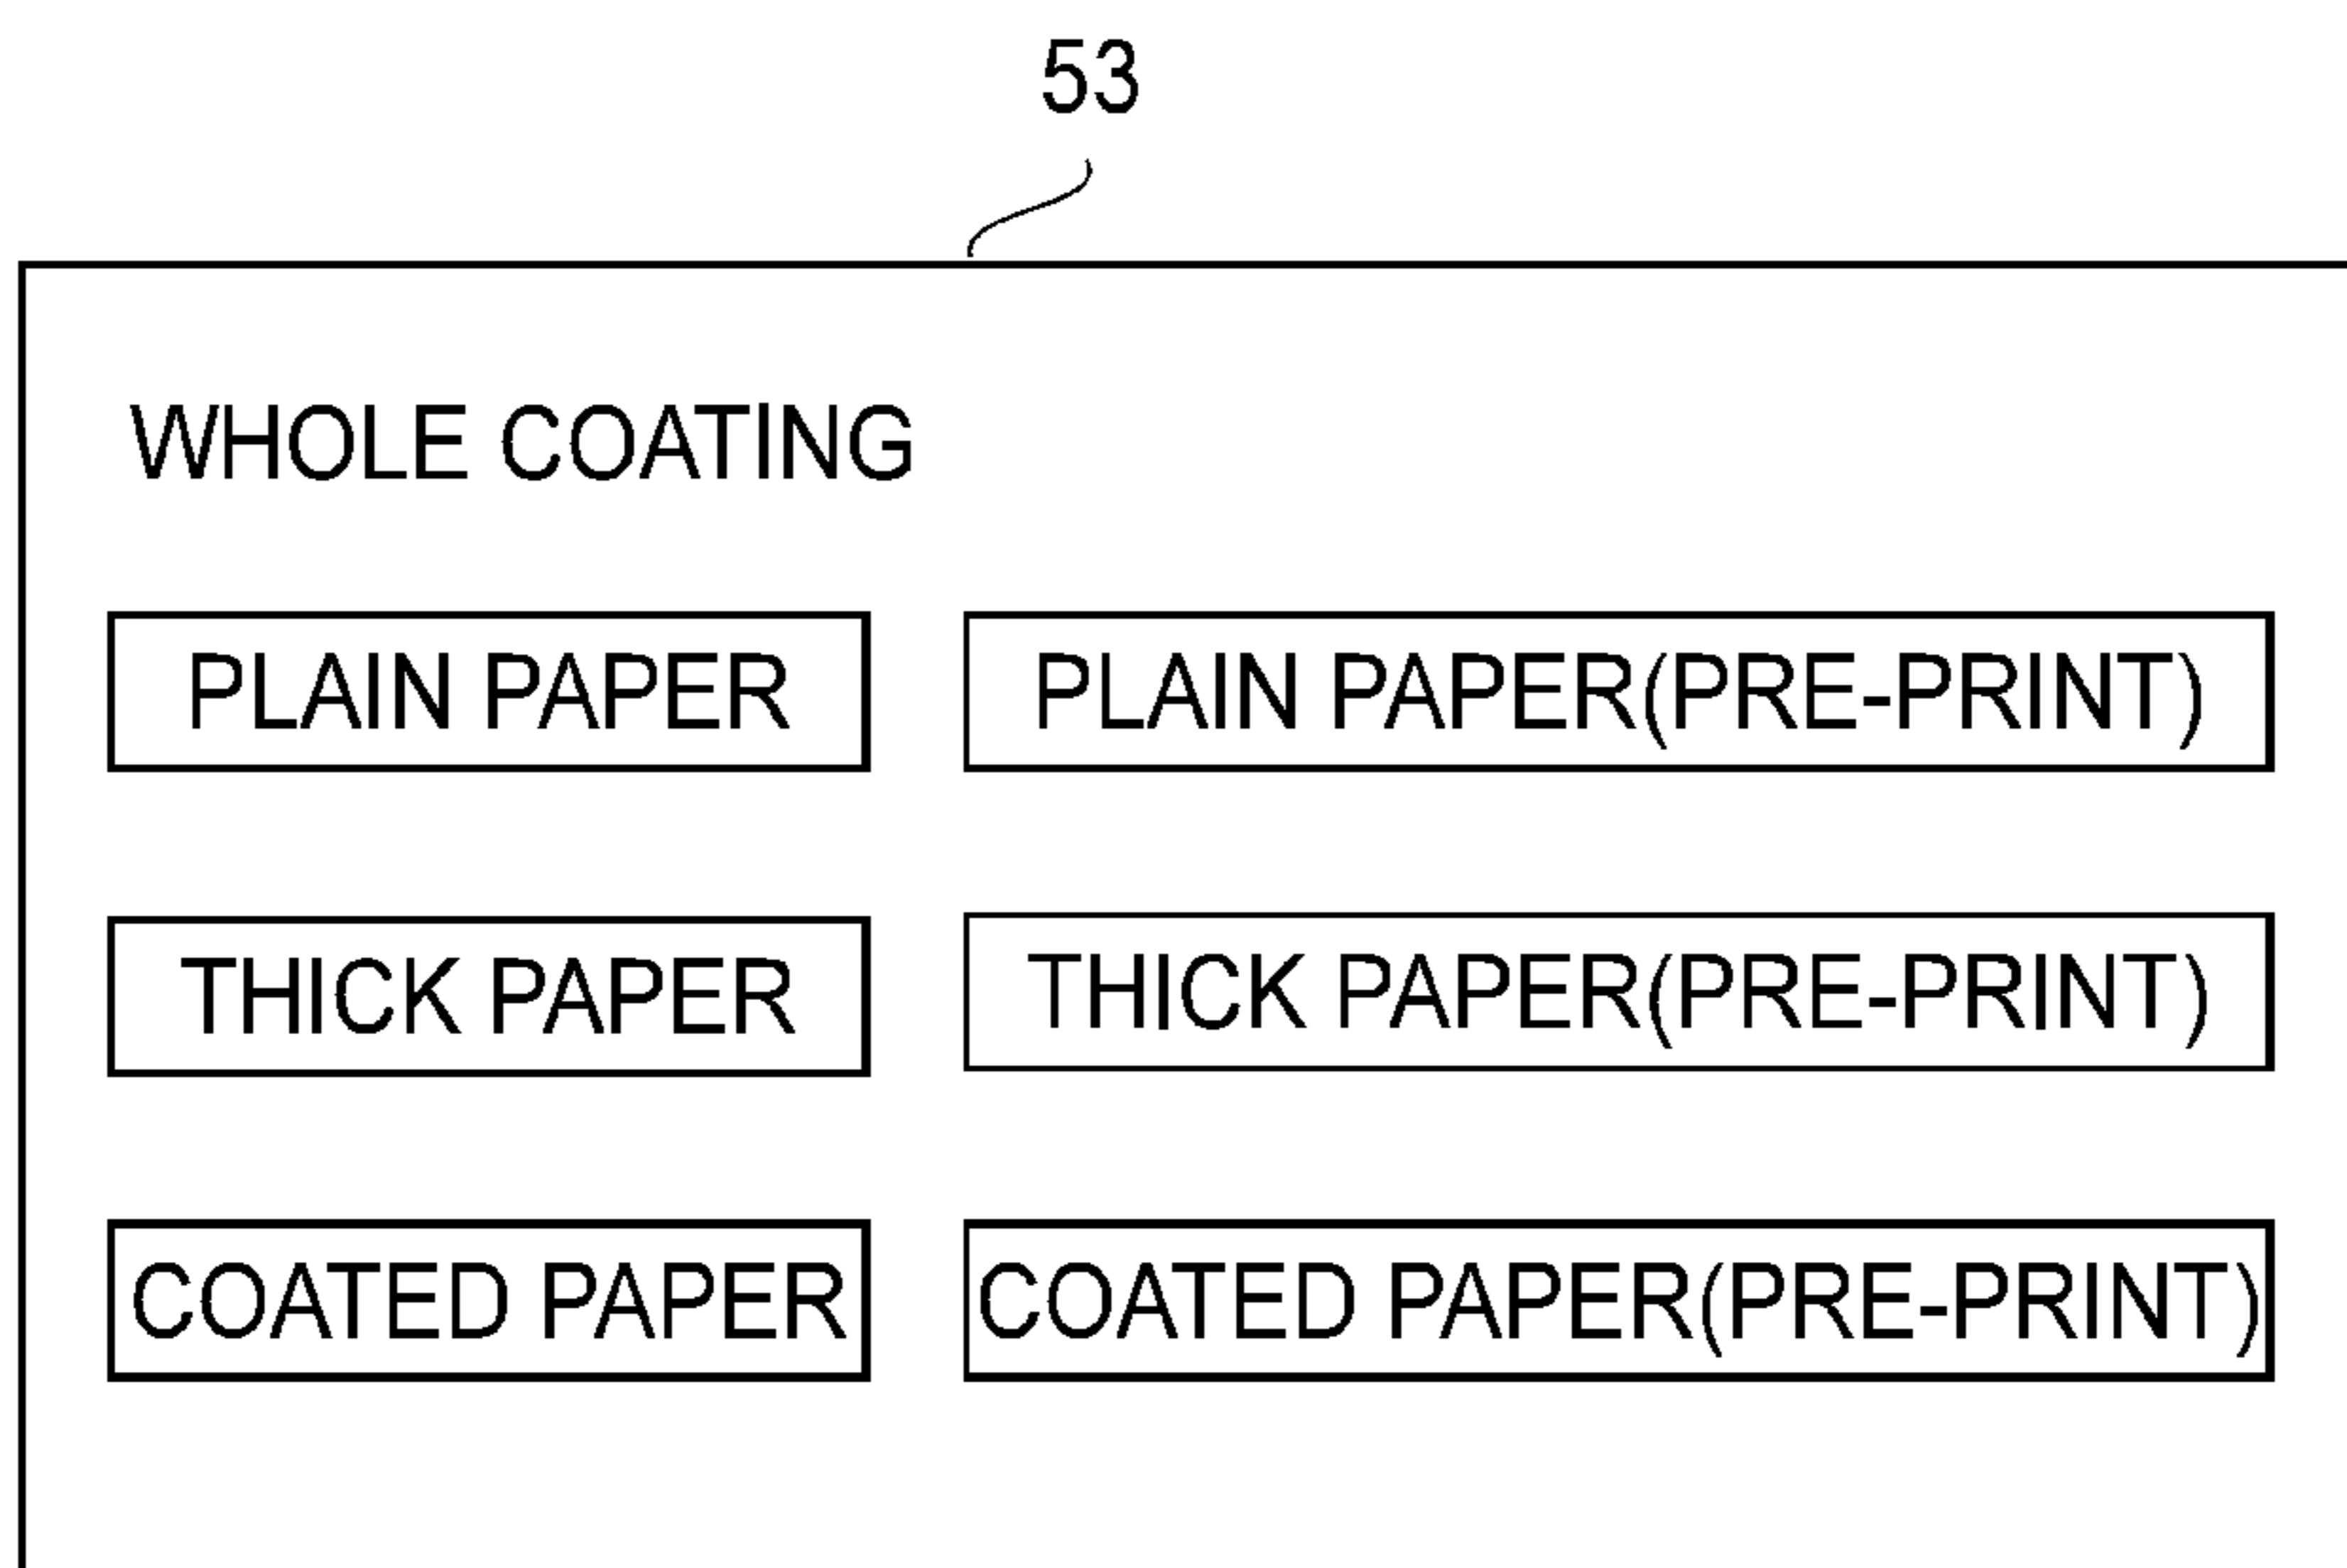 53
WHOLE COATING
PLAIN PAPER PLAIN PAPER(PRE-PRINT)
THICK PAPER THICK PAPER(PRE-PRINT)
COATED PAPER COATED PAPER(PRE-PRINT)